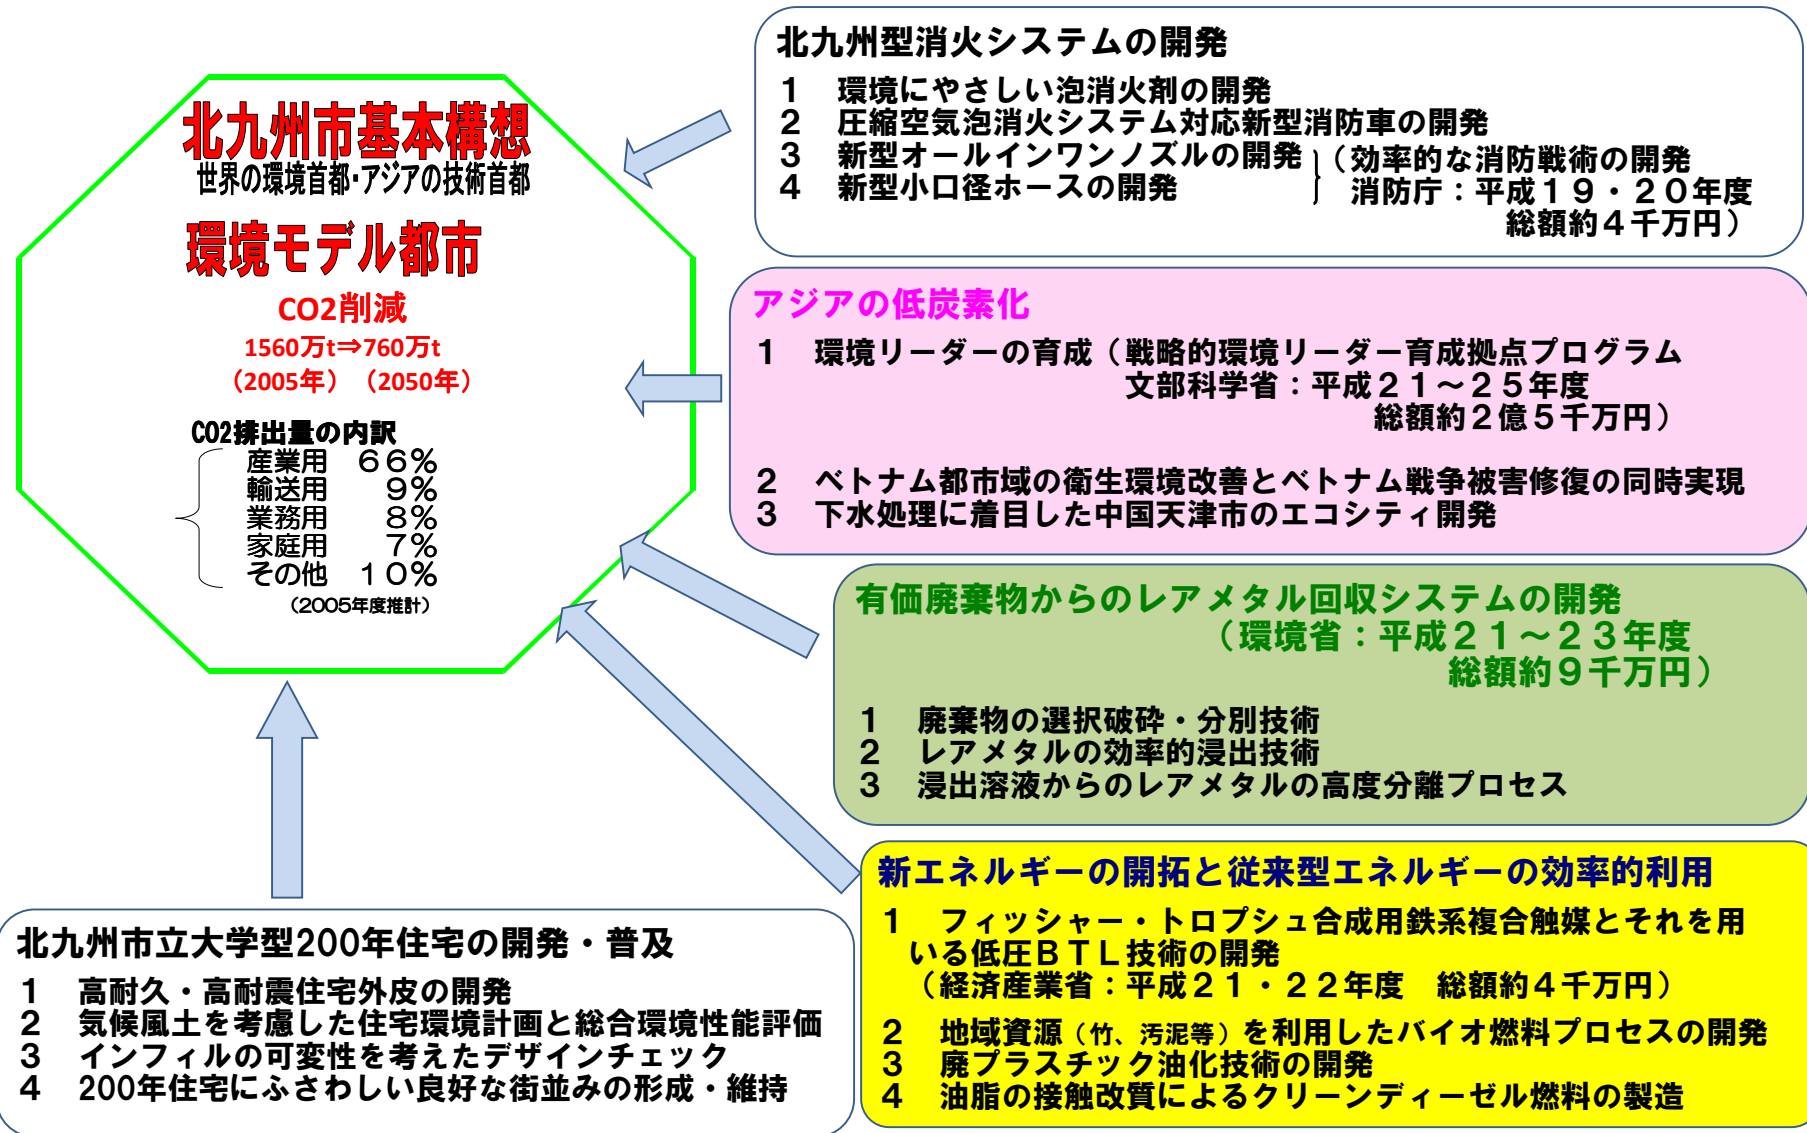 北九州市基本構想
世界の環境首都・アジアの技術首都
環境モデル都市
CO2削減
1560万t⇒760万t
（2005年）（2050年）
CO2排出量の内訳
産業用　６６％
輸送用　９％
業務用　８％
家庭用　７％
その他　１０％
（2005年度推計）
北九州型消火システムの開発
1　環境にやさしい泡消火剤の開発
2　圧縮空気泡消火システム対応新型消防車の開発
3　新型オールインワンノズルの開発（効率的な消防戦術の開発
4　新型小口径ホースの開発　消防庁：平成１９・２０年度
総額約４千万円）
アジアの低炭素化
1　環境リーダーの育成（戦略的環境リーダー育成拠点プログラム
文部科学省：平成２１～２５年度
総額約２億５千万円）
2　ベトナム都市域の衛生環境改善とベトナム戦争被害修復の同時実現
3　下水処理に着目した中国天津市のエコシティ開発
有価廃棄物からのレアメタル回収システムの開発
（環境省：平成２１～２３年度
総額約９千万円）
1　廃棄物の選択破砕・分別技術
2　レアメタルの効率的浸出技術
3　浸出溶液からのレアメタルの高度分離プロセス
新エネルギーの開拓と従来型エネルギーの効率的利用
1　フィッシャー・トロプシュ合成用鉄系複合触媒とそれを用
いる低圧ＢＴＬ技術の開発
（経済産業省：平成２１・２２年度　総額約４千万円）
2　地域資源（竹、汚泥等）を利用したバイオ燃料プロセスの開発
3　廃プラスチック油化技術の開発
4　油脂の接触改質によるクリーンディーゼル燃料の製造
北九州市立大学型200年住宅の開発・普及
1　高耐久・高耐震住宅外皮の開発
2　気候風土を考慮した住宅環境計画と総合環境性能評価
3　インフィルの可変性を考えたデザインチェック
4　200年住宅にふさわしい良好な街並みの形成・維持